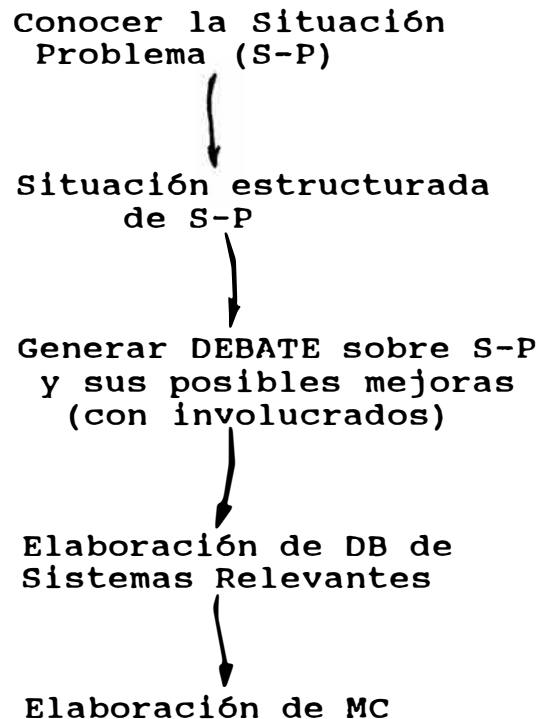 Conocer la Situación
Problema (S-P)
Situación estructurada
de S-P
Generar DEBATE sobre S-P
y sus posibles mejoras
(con involucrados)
Elaboración de DB de
Sistemas Relevantes
Elaboración de MC